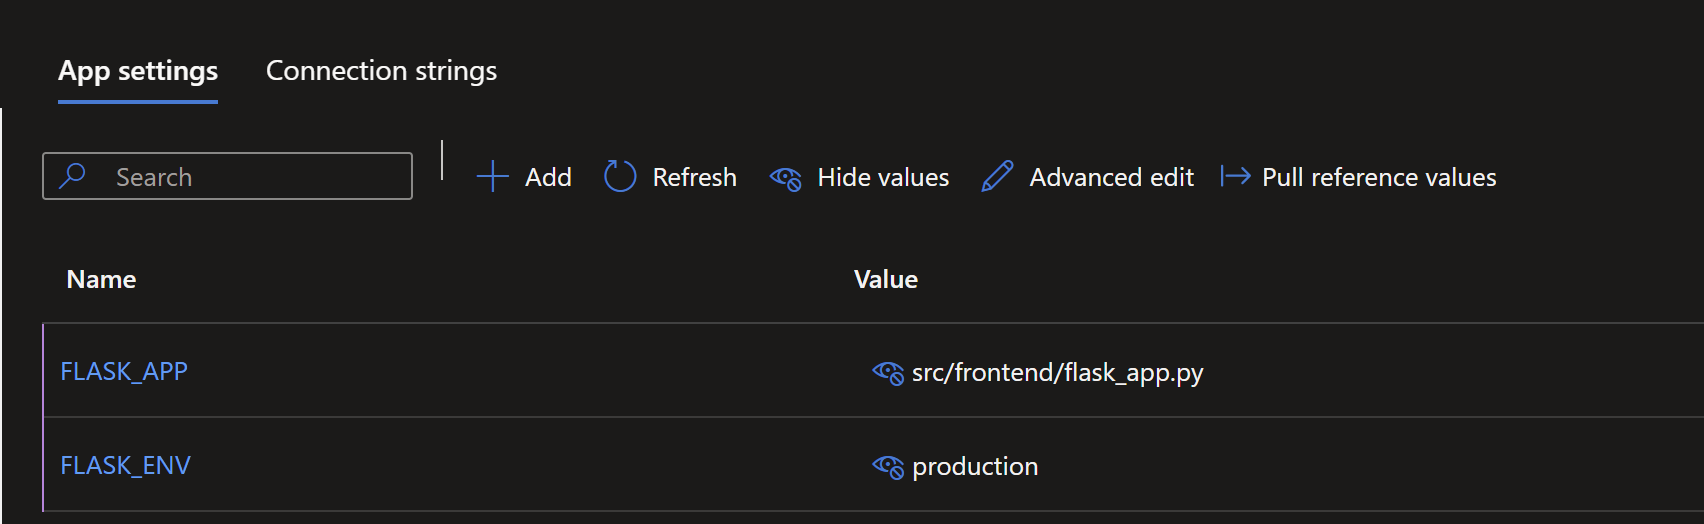 App settings Connection strings
Search Add Refresh Hide values Advanced edit Pull reference values
Name Value
FLASK_APP src/frontend/flask_app.py
FLASK_ENV production